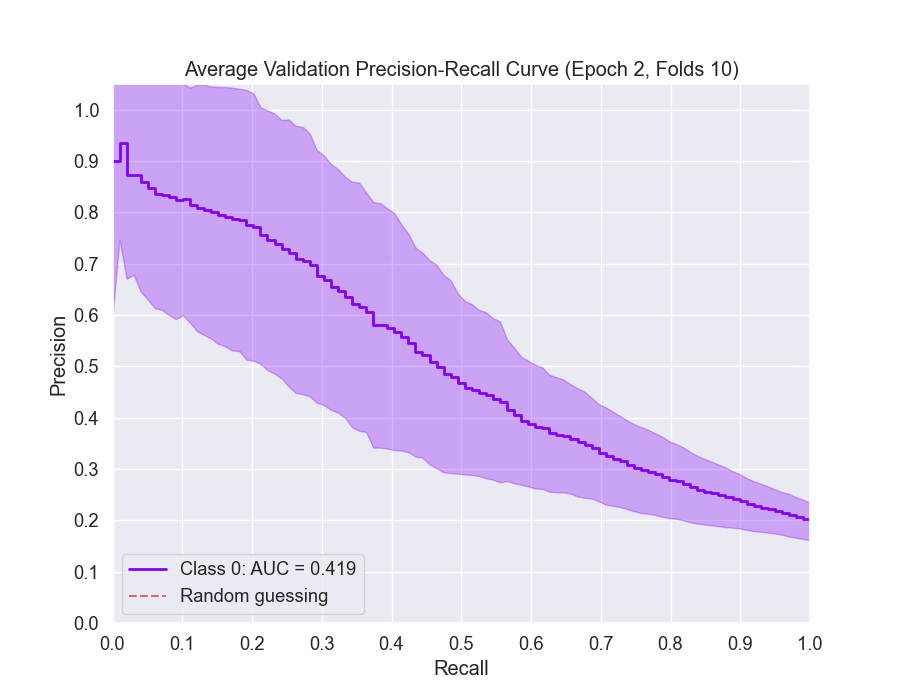 Average Validation Precision-Recall Curve (Epoch 2, Folds 10)
1.0
0.9
0.8
0.7
0.6
0.5
0.4
0.3
0.2
0.1
0.0
Precision
Class 0: AUC = 0.419
Random guessing
0.0 0.1 0.2 0.3 0.4 0.5 0.6 0.7 0.8 0.9 1.0
Recall